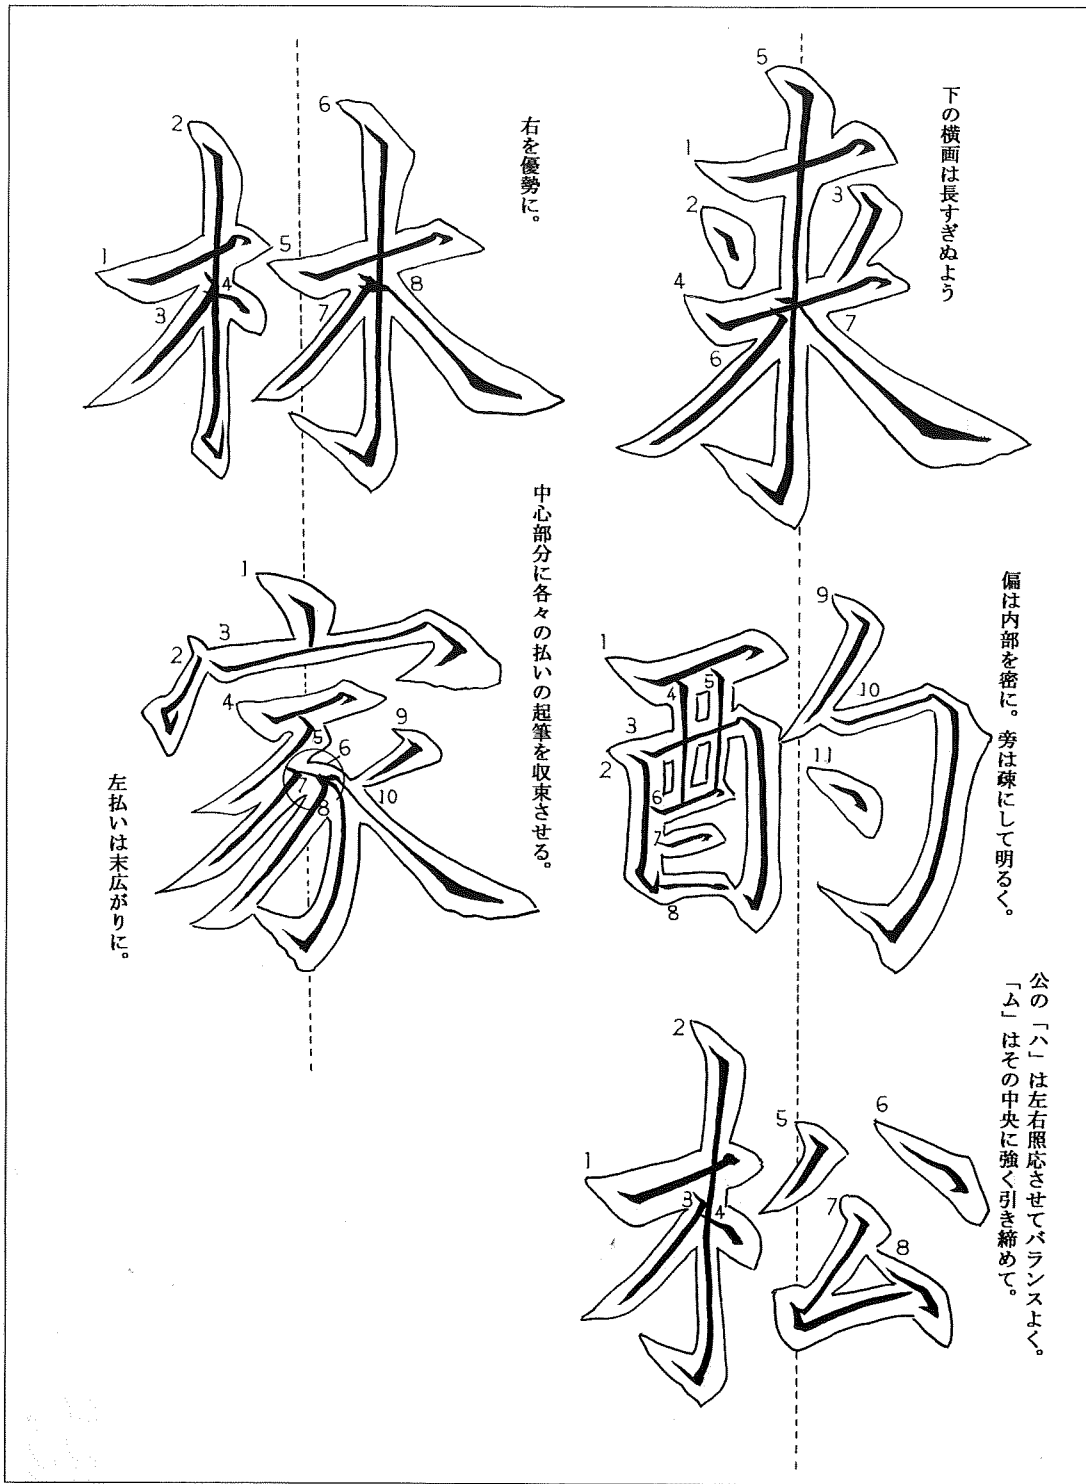 来
下の横画は長すぎぬよう
酌
偏は内部を密に。旁は疎にして明るく。
松
公の「ハ」は左右照応させてバランスよく。
「ム」はその中央に強く引き締めて。
林
右を優勢に。
家
中心部分に各々の払いの起筆を収束させる。
左払いは末広がりに。